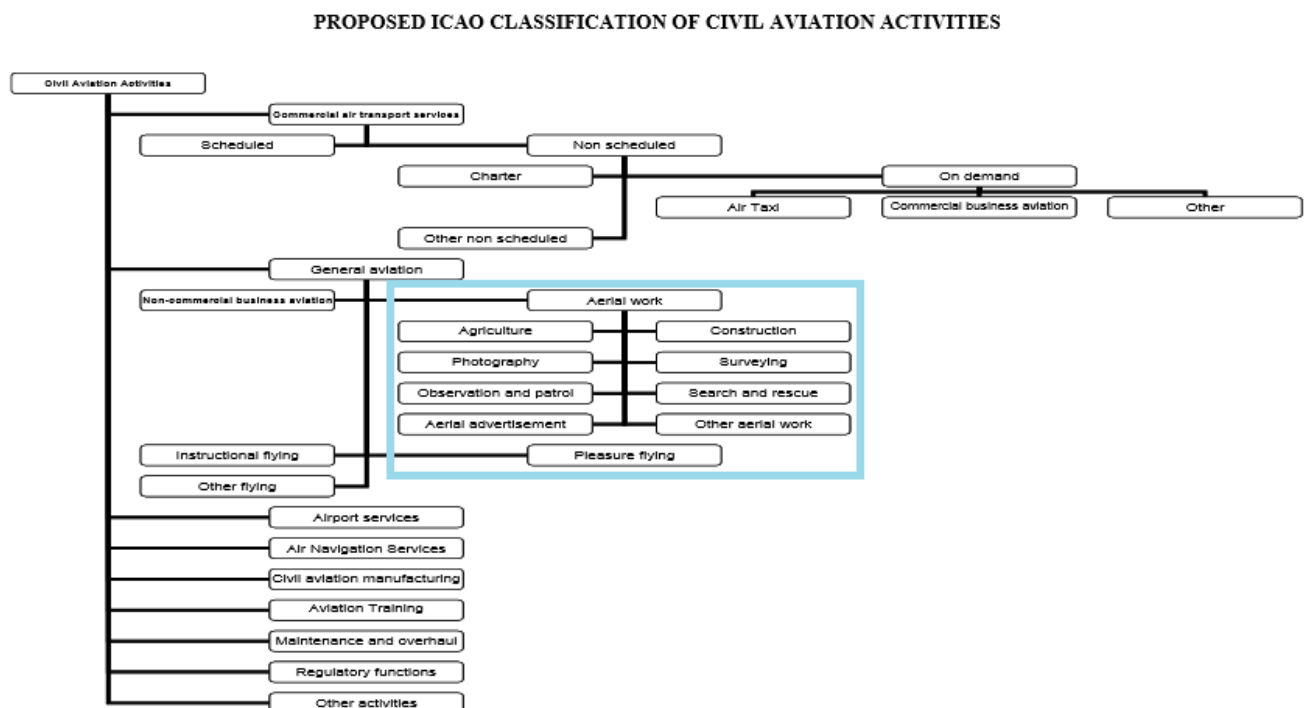 PROPOSED ICAO CLASSIFICATION OF CIVIL AVIATION ACTIVITIES
Civil Aviation Activities
Commercial air transport services
Scheduled
Non scheduled
Charter
On demand
Air Taxi
Commercial business aviation
Other
Other non scheduled
General aviation
Non-commercial business aviation
Aerial work
Agriculture
Construction
Photography
Surveying
Observation and patrol
Search and rescue
Aerial advertisement
Other aerial work
Instructional flying
Pleasure flying
Other flying
Airport services
Air Navigation Services
Civil aviation manufacturing
Aviation Training
Maintenance and overhaul
Regulatory functions
Other activities